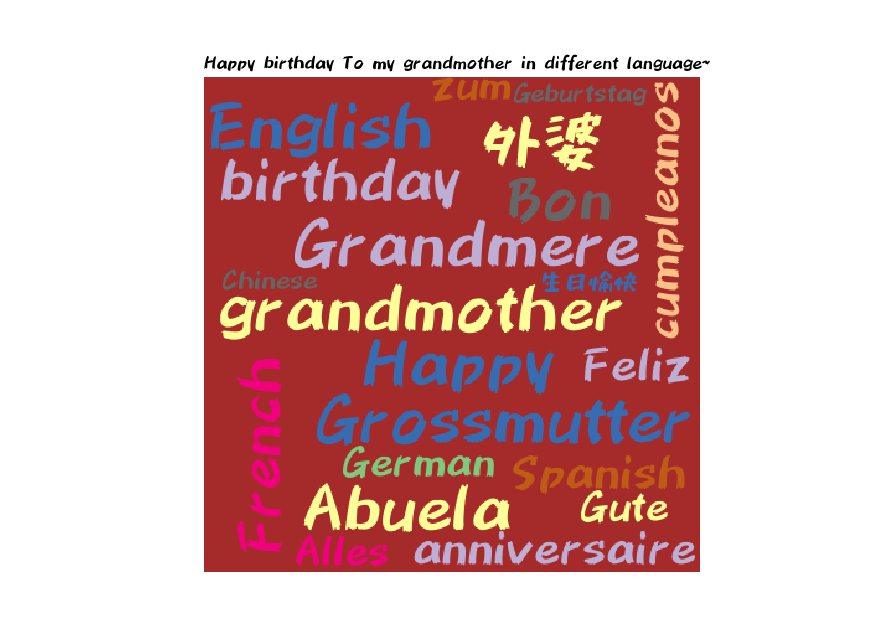 Happy birthday To my grandmother in different language~
zum
Geburtstag
cumpleanos
English
外婆
birthday
Bon
Grandmere
Chinese
生日愉快
grandmother
Happy
Feliz
French
Grossmutter
German
Spanish
Abuela
Gute
Alles
anniversaire